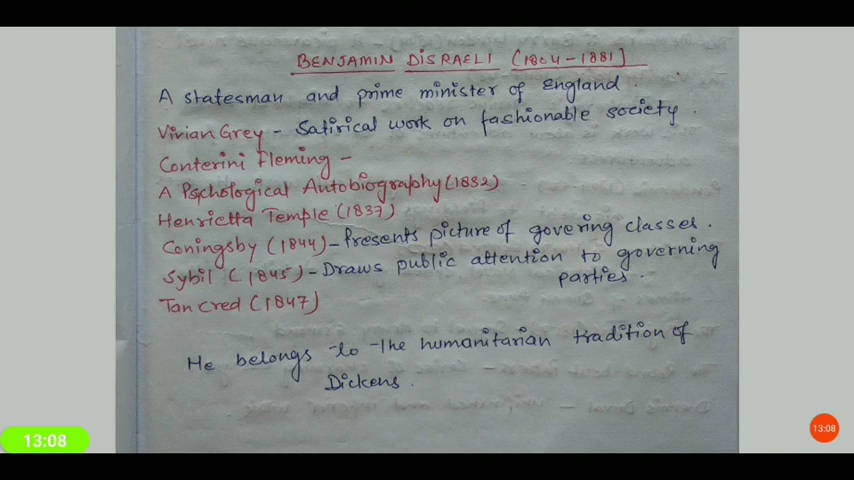 BENJAMIN DISRAELI (1804-1881]
A statesman and prime minister of England.
Vivian Grey - Satirical work on fashionable society.
Conterini Fleming -
A Pschological Autobiography (1832)
Henrietta Temple (1837)
Coningsby (1844) - Presents picture of govering classes.
Sybil (1845) - Draws public attention to governing
parties.
Tancred (1847)
He belongs to the humanitarian tradition of
Dickens.
13:08
13:08